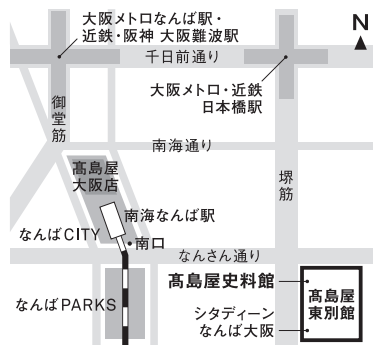 大阪メトロなんば駅・
近鉄・阪神 大阪難波駅
N
千日前通り
大阪メトロ・近鉄
日本橋駅
御堂筋
南海通り
髙島屋
大阪店
堺筋
南海なんば駅
なんばCITY
南口
なんさん通り
髙島屋史料館
髙島屋
東別館
なんばPARKS
シタディーン
なんば大阪